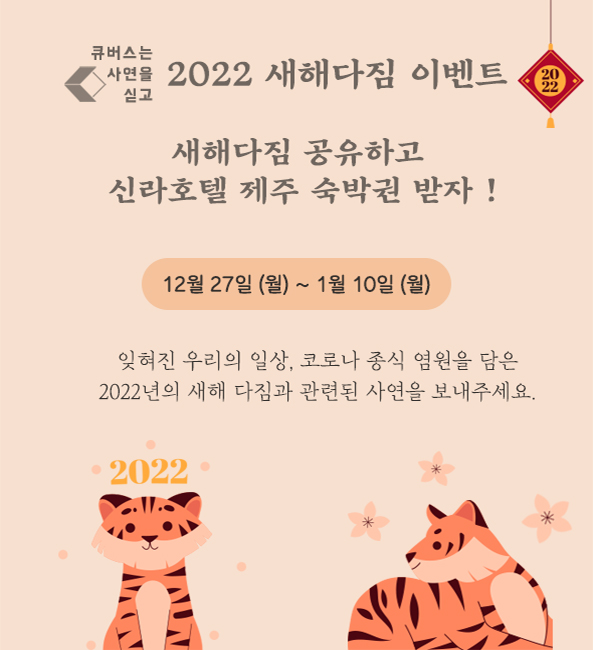 큐버스는
사연을
싣고
2022 새해다짐 이벤트
20
22
새해다짐 공유하고
신라호텔 제주 숙박권 받자 !
12월 27일 (월) ~ 1월 10일 (월)
잊혀진 우리의 일상, 코로나 종식 염원을 담은
2022년의 새해 다짐과 관련된 사연을 보내주세요.
2022